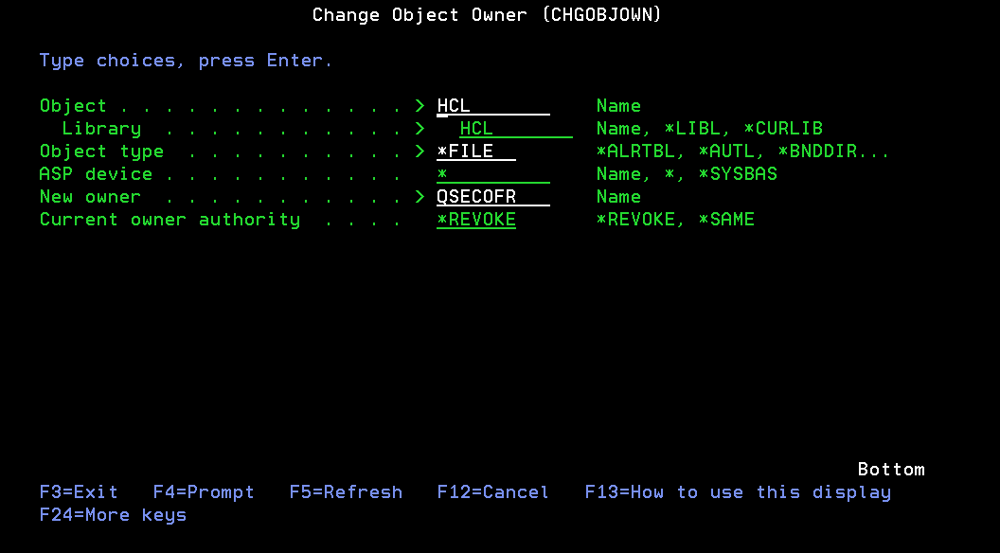 Change Object Owner (CHGOBJOWN)
Type choices, press Enter.
Object . . . . . . . . . . . . . > HCL Name
Library . . . . . . . . . . . > HCL Name, *LIBL, *CURLIB
Object type . . . . . . . . . . > *FILE *ALRTBL, *AUTL, *BNDDIR...
ASP device . . . . . . . . . . . * Name, *, *SYSBAS
New owner . . . . . . . . . . . > QSECOFR Name
Current owner authority . . . . *REVOKE *REVOKE, *SAME
Bottom
F3=Exit F4=Prompt F5=Refresh F12=Cancel F13=How to use this display
F24=More keys